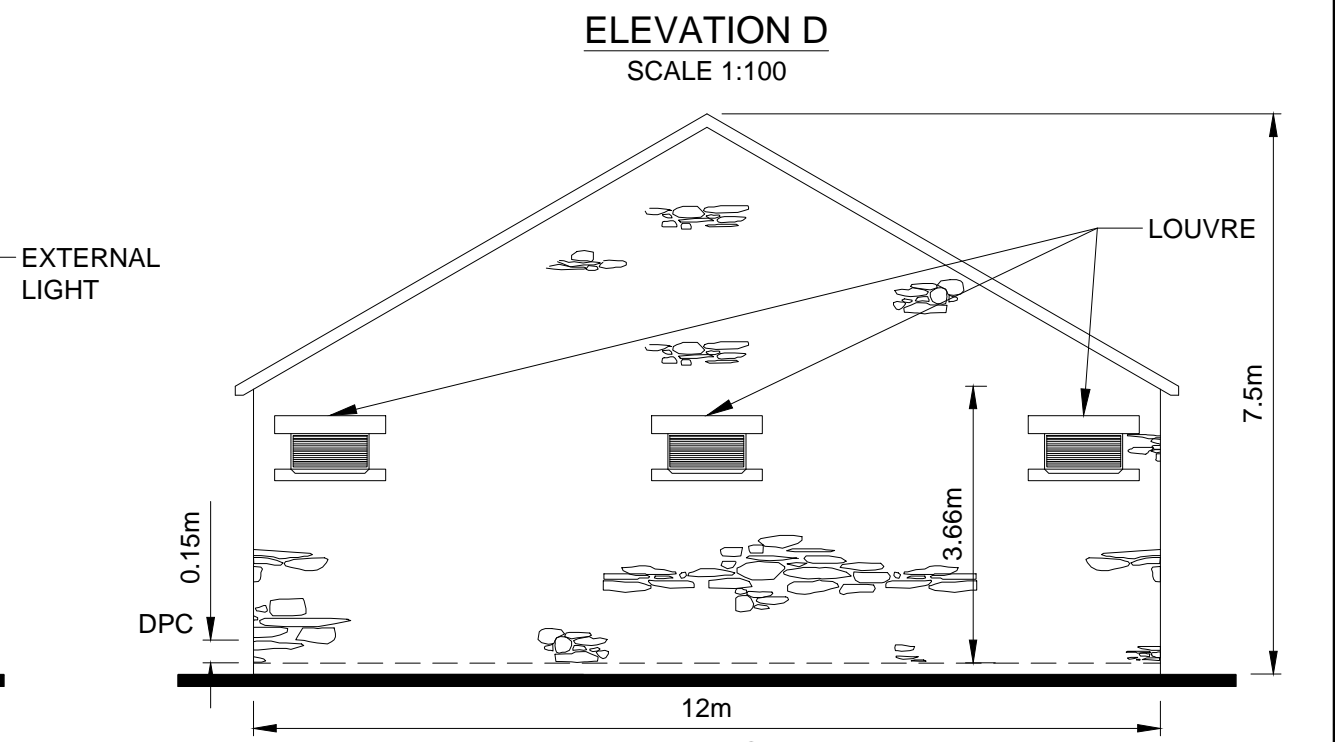 ELEVATION D
SCALE 1:100
EXTERNAL
LIGHT
LOUVRE
7.5m
3.66m
0.15m
DPC
12m